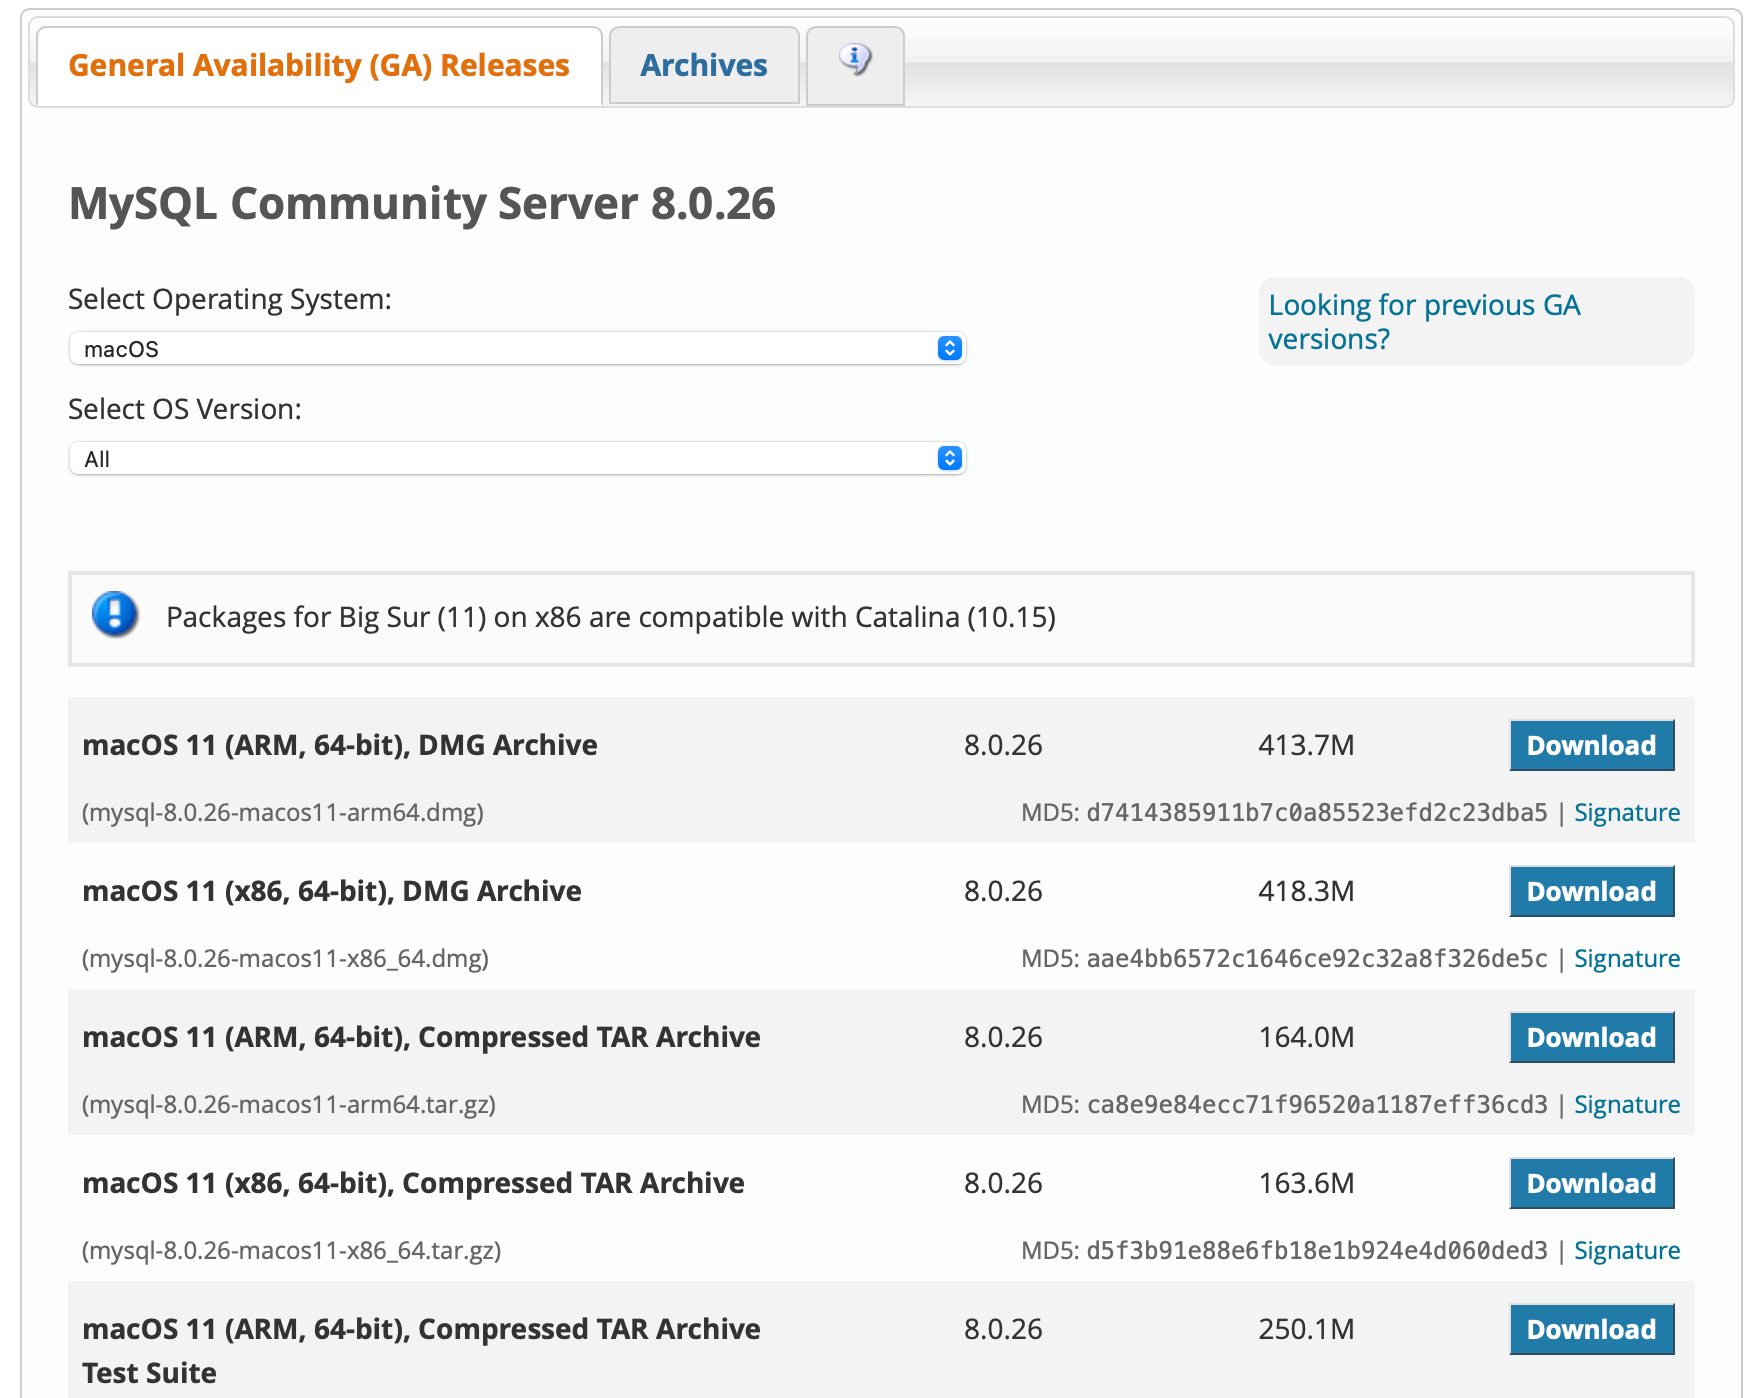 General Availability (GA) Releases
Archives
MySQL Community Server 8.0.26
Select Operating System:
macOS
Looking for previous GA
versions?
Select OS Version:
All
Packages for Big Sur (11) on x86 are compatible with Catalina (10.15)
macOS 11 (ARM, 64-bit), DMG Archive 8.0.26 413.7M Download
(mysql-8.0.26-macos11-arm64.dmg) MD5: d7414385911b7c0a85523efd2c23dba5 | Signature
macOS 11 (x86, 64-bit), DMG Archive 8.0.26 418.3M Download
(mysql-8.0.26-macos11-x86_64.dmg) MD5: aae4bb6572c1646ce92c32a8f326de5c | Signature
macOS 11 (ARM, 64-bit), Compressed TAR Archive 8.0.26 164.0M Download
(mysql-8.0.26-macos11-arm64.tar.gz) MD5: ca8e9e84ecc71f96520a1187eff36cd3 | Signature
macOS 11 (x86, 64-bit), Compressed TAR Archive 8.0.26 163.6M Download
(mysql-8.0.26-macos11-x86_64.tar.gz) MD5: d5f3b91e88e6fb18e1b924e4d060ded3 | Signature
macOS 11 (ARM, 64-bit), Compressed TAR Archive 8.0.26 250.1M Download
Test Suite